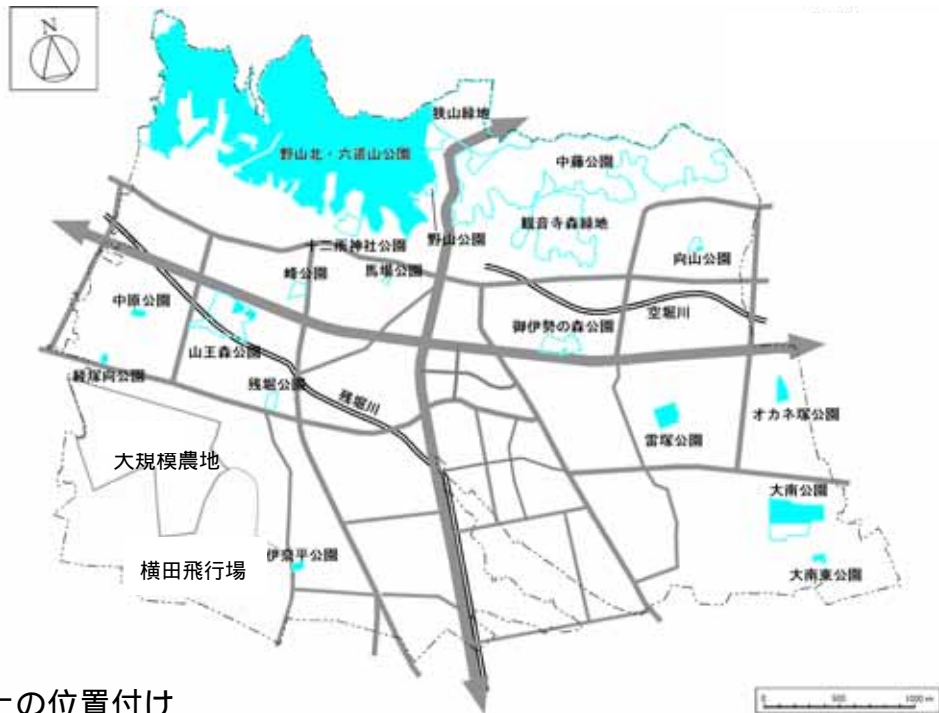 N
狭山緑地
野山北・六道山公園
中藤公園
観音寺森緑地
十二所神社公園
野山公園
向山公園
馬場公園
峰公園
中原公園
御伊勢の森公園
空堀川
山王森公園
経塚向公園
残堀公園
残堀川
オカネ塚公園
雷塚公園
大規模農地
大南公園
伊奈平公園
横田飛行場
大南東公園
上の位置付け
0 500 1000 m